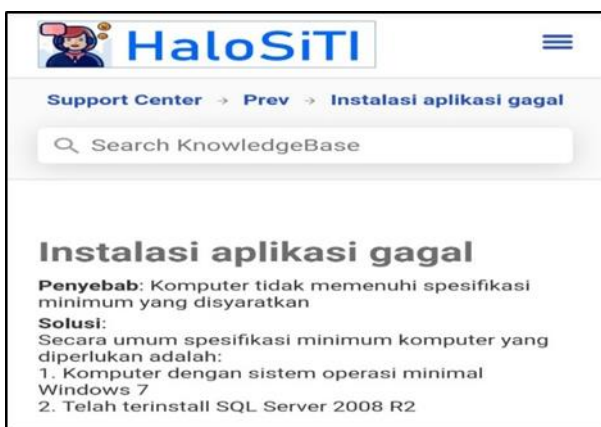 HaloSiTI
Support Center → Prev → Instalasi aplikasi gagal
Search KnowledgeBase
Instalasi aplikasi gagal
Penyebab: Komputer tidak memenuhi spesifikasi
minimum yang disyaratkan
Solusi:
Secara umum spesifikasi minimum komputer yang
diperlukan adalah:
1. Komputer dengan sistem operasi minimal
Windows 7
2. Telah terinstall SQL Server 2008 R2